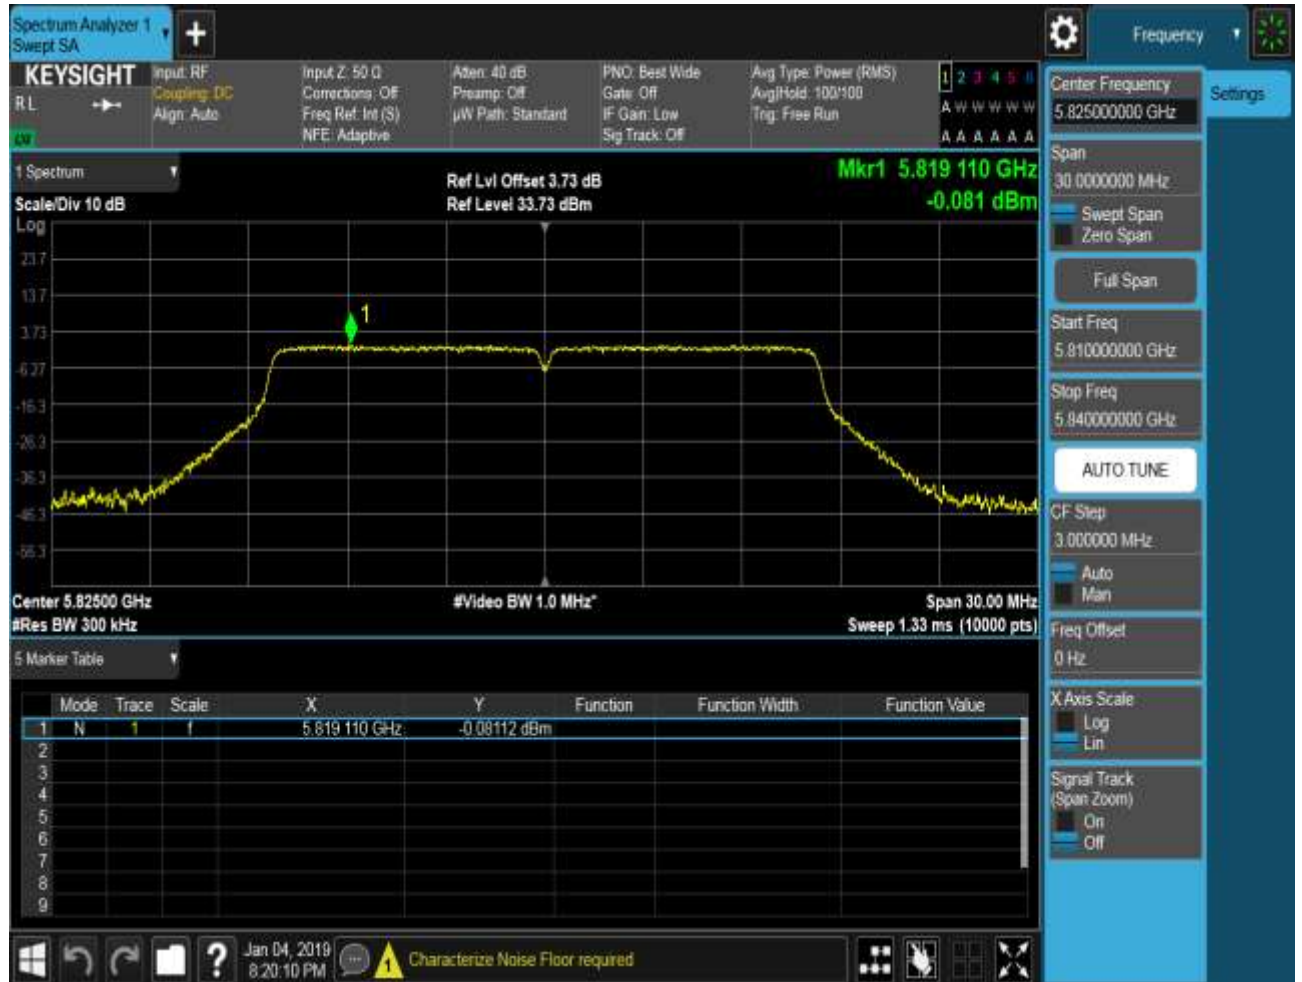 Spectrum Analyzer 1
Swept SA
+
Frequency
KEYSIGHT
RL
Input: RF
Coupling: DC
Align: Auto
Input Z: 50 Ω
Corrections: Off
Freq Ref: Int (S)
NFE: Adaptive
Atten: 40 dB
Preamp: Off
µW Path: Standard
PNO: Best Wide
Gate: Off
IF Gain: Low
Sig Track: Off
Avg Type: Power (RMS)
Avg|Hold: 100/100
Trig: Free Run
1 2 3 4 5 6
A W W W W W
A A A A A A
1 Spectrum
Scale/Div 10 dB
Log
Ref Lvl Offset 3.73 dB
Ref Level 33.73 dBm
Mkr1 5.819 110 GHz
-0.081 dBm
23.7
13.7
3.73
-6.27
-16.3
-26.3
-36.3
-46.3
-56.3
1
Center 5.82500 GHz
#Res BW 300 kHz
#Video BW 1.0 MHz*
Span 30.00 MHz
Sweep 1.33 ms (10000 pts)
5 Marker Table
Mode Trace Scale X Y Function Function Width Function Value
1 N 1 f 5.819 110 GHz -0.08112 dBm
2
3
4
5
6
7
8
9
Jan 04, 2019
8:20:10 PM
Characterize Noise Floor required
Center Frequency
5.825000000 GHz
Settings
Span
30.0000000 MHz
Swept Span
Zero Span
Full Span
Start Freq
5.810000000 GHz
Stop Freq
5.840000000 GHz
AUTO TUNE
CF Step
3.000000 MHz
Auto
Man
Freq Offset
0 Hz
X Axis Scale
Log
Lin
Signal Track
(Span Zoom)
On
Off